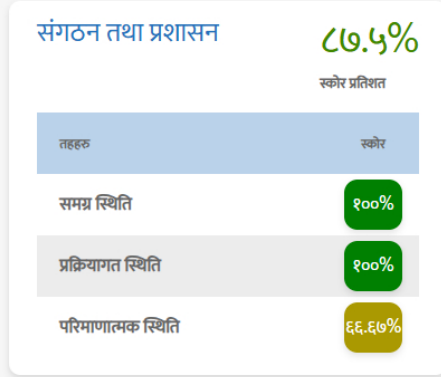 संगठन तथा प्रशासन ८७.५%
स्कोर प्रतिशत
तहहरु स्कोर
समग्र स्थिति १००%
प्रक्रियागत स्थिति १००%
परिमाणात्मक स्थिति ६६.६७%